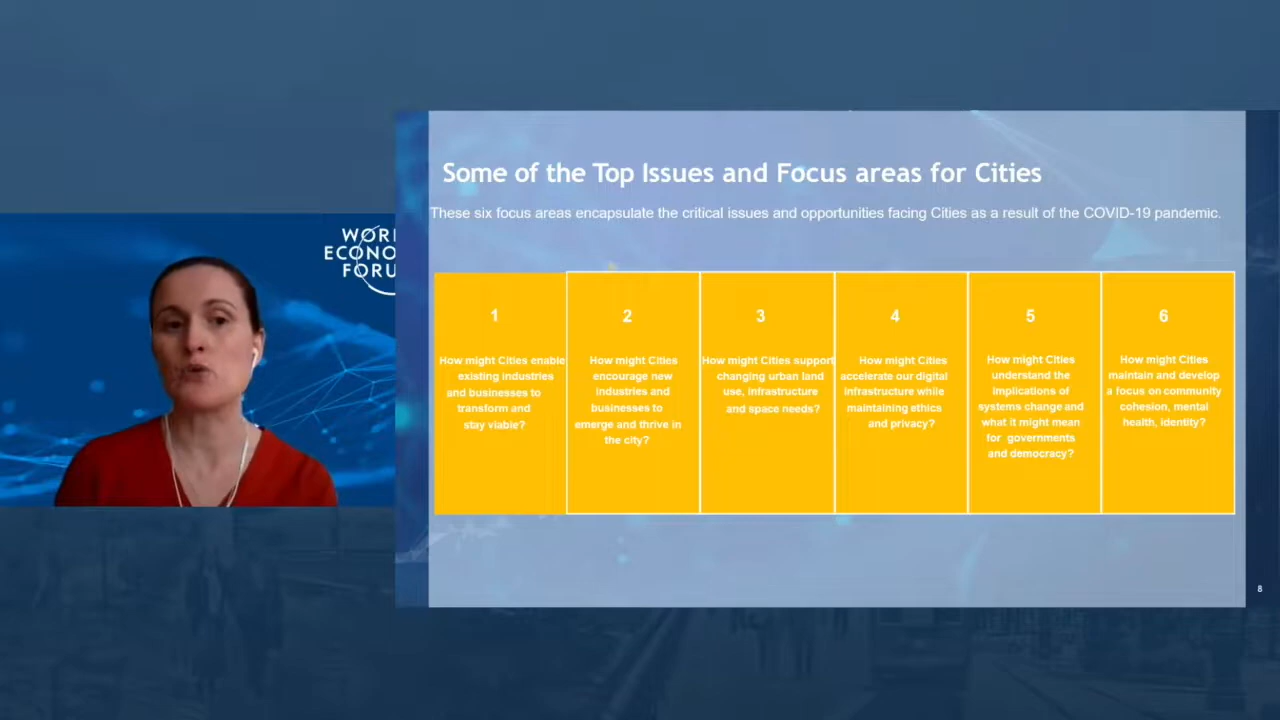 WORL
ECONO
FORU
Some of the Top Issues and Focus areas for Cities
These six focus areas encapsulate the critical issues and opportunities facing Cities as a result of the COVID-19 pandemic.
1
How might Cities enable
existing industries
and businesses to
transform and
stay viable?
2
How might Cities
encourage new
industries and
businesses to
emerge and thrive in
the city?
3
How might Cities support
changing urban land
use, infrastructure
and space needs?
4
How might Cities
accelerate our digital
infrastructure while
maintaining ethics
and privacy?
5
How might Cities
understand the
implications of
systems change and
what it might mean
for governments
and democracy?
6
How might Cities
maintain and develop
a focus on community
cohesion, mental
health, identity?
8